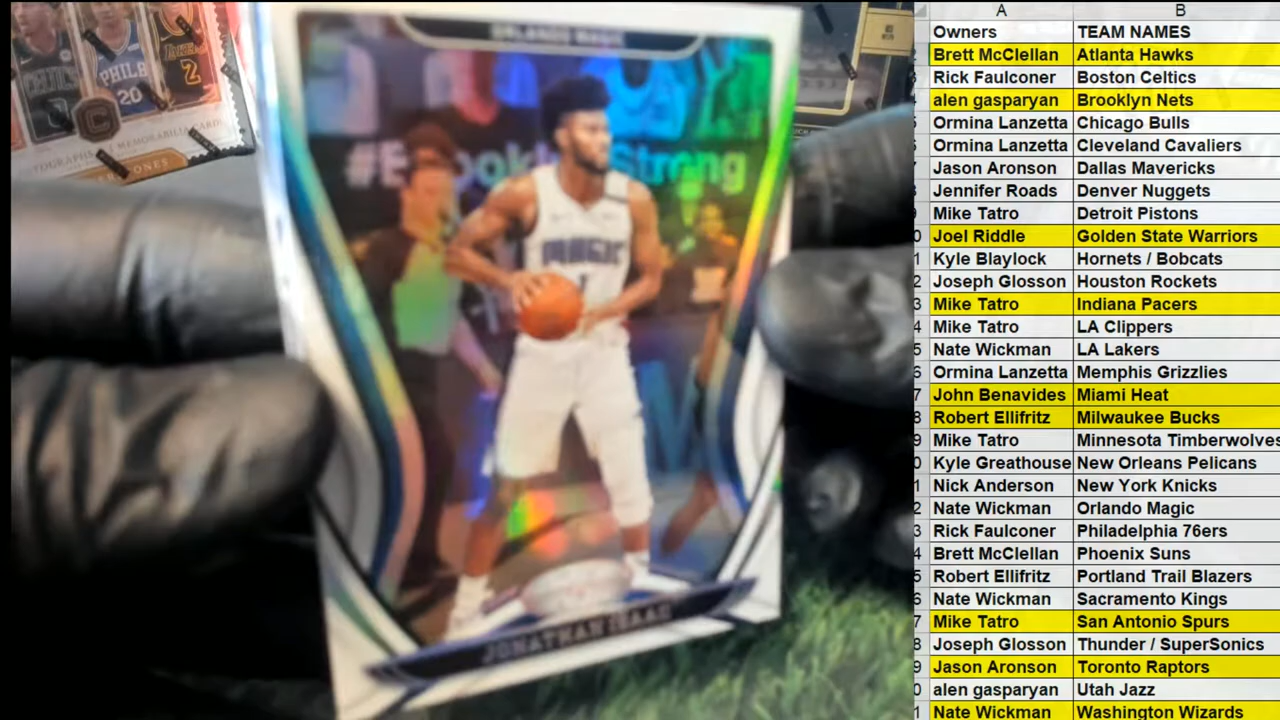 A B
Owners TEAM NAMES
Brett McClellan Atlanta Hawks
Rick Faulconer Boston Celtics
alen gasparyan Brooklyn Nets
Ormina Lanzetta Chicago Bulls
Ormina Lanzetta Cleveland Cavaliers
Jason Aronson Dallas Mavericks
Jennifer Roads Denver Nuggets
Mike Tatro Detroit Pistons
Joel Riddle Golden State Warriors
Kyle Blaylock Hornets / Bobcats
Joseph Glosson Houston Rockets
Mike Tatro Indiana Pacers
Mike Tatro LA Clippers
Nate Wickman LA Lakers
Ormina Lanzetta Memphis Grizzlies
John Benavides Miami Heat
Robert Ellifritz Milwaukee Bucks
Mike Tatro Minnesota Timberwolves
Kyle Greathouse New Orleans Pelicans
Nick Anderson New York Knicks
Nate Wickman Orlando Magic
Rick Faulconer Philadelphia 76ers
Brett McClellan Phoenix Suns
Robert Ellifritz Portland Trail Blazers
Nate Wickman Sacramento Kings
Mike Tatro San Antonio Spurs
Joseph Glosson Thunder / SuperSonics
Jason Aronson Toronto Raptors
alen gasparyan Utah Jazz
Nate Wickman Washington Wizards
ORLANDO MAGIC
Strong
MAGIC
1
JONATHAN ISAAC
CELTICS
PHILA
20
LAKERS
2
C